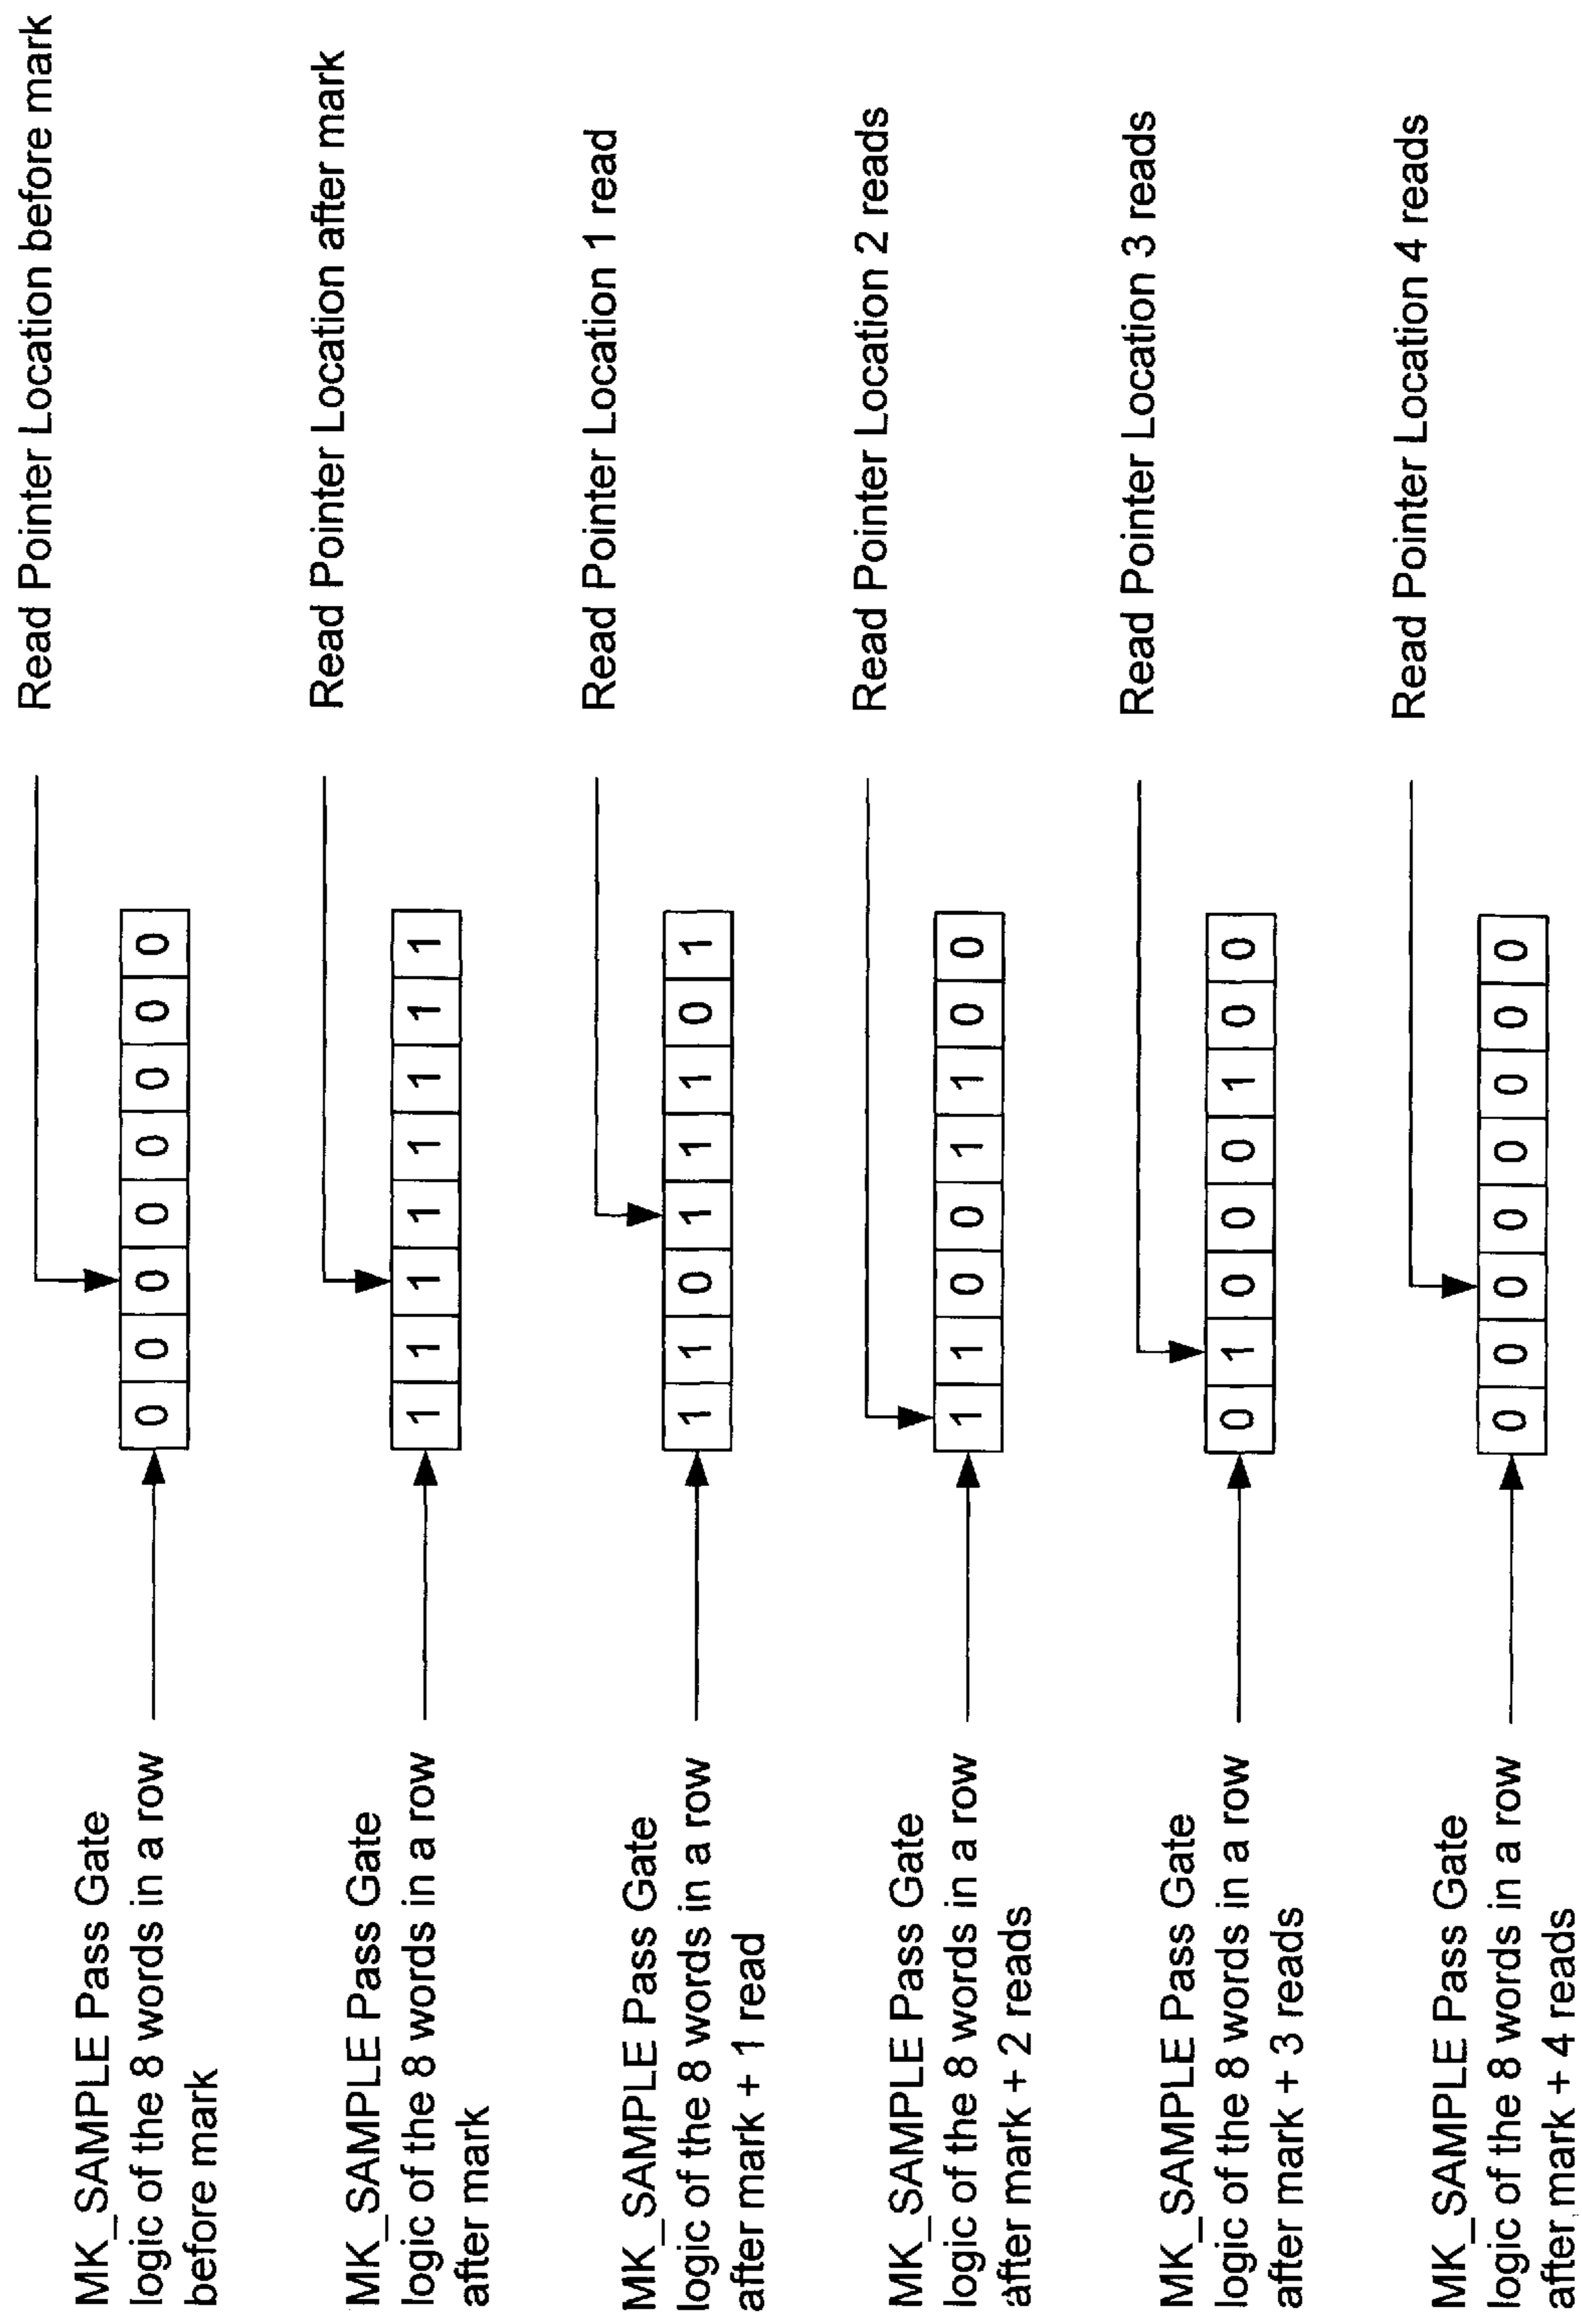 Read Pointer Location before mark
MK_SAMPLE Pass Gate
logic of the 8 words in a row
before mark
0 0 0 0 0 0 0 0
Read Pointer Location after mark
MK_SAMPLE Pass Gate
logic of the 8 words in a row
after mark
1 1 1 1 1 1 1 1
Read Pointer Location 1 read
MK_SAMPLE Pass Gate
logic of the 8 words in a row
after mark + 1 read
1 1 0 1 1 1 0 1
Read Pointer Location 2 reads
MK_SAMPLE Pass Gate
logic of the 8 words in a row
after mark + 2 reads
1 1 0 0 1 1 0 0
Read Pointer Location 3 reads
MK_SAMPLE Pass Gate
logic of the 8 words in a row
after mark + 3 reads
0 1 0 0 0 1 0 0
Read Pointer Location 4 reads
MK_SAMPLE Pass Gate
logic of the 8 words in a row
after mark + 4 reads
0 0 0 0 0 0 0 0